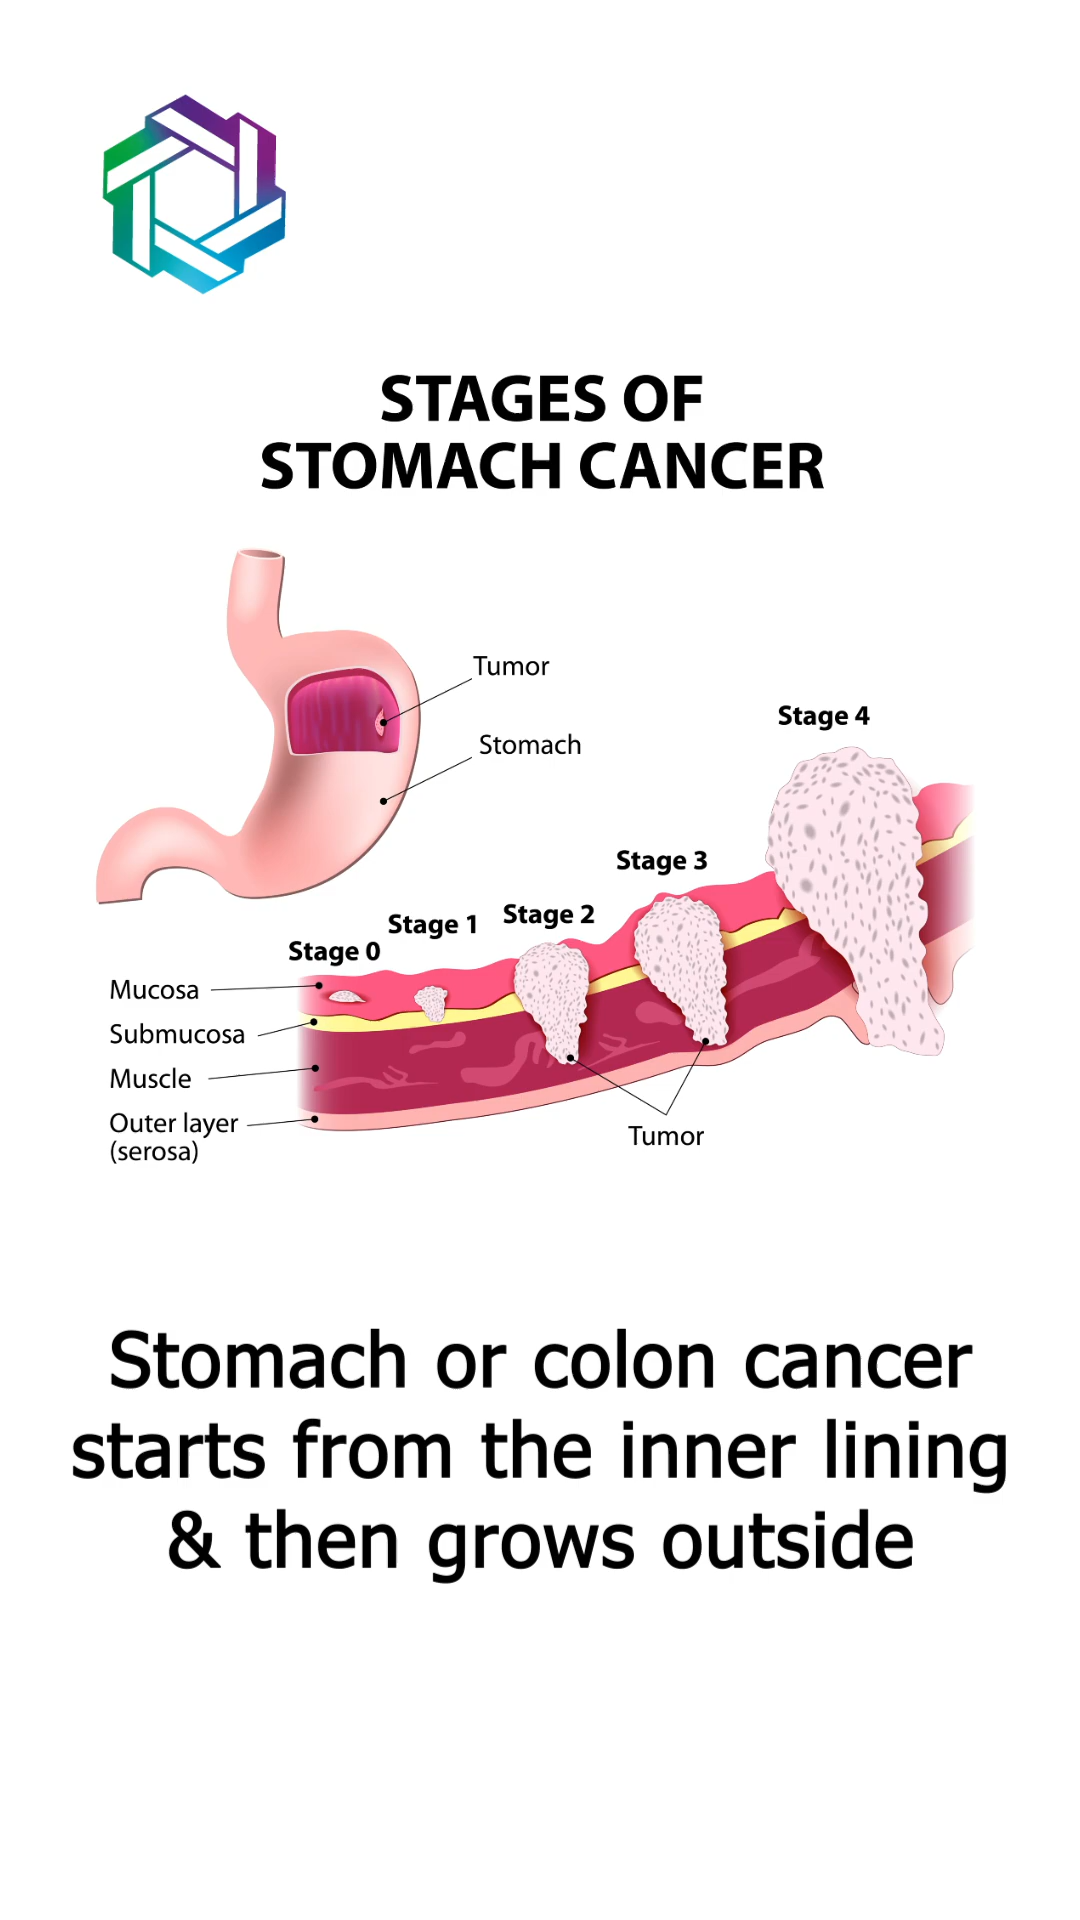 STAGES OF
STOMACH CANCER
Tumor
Stomach
Stage 4
Stage 3
Stage 2
Stage 1
Stage 0
Mucosa
Submucosa
Muscle
Outer layer
(serosa)
Tumor
Stomach or colon cancer
starts from the inner lining
& then grows outside